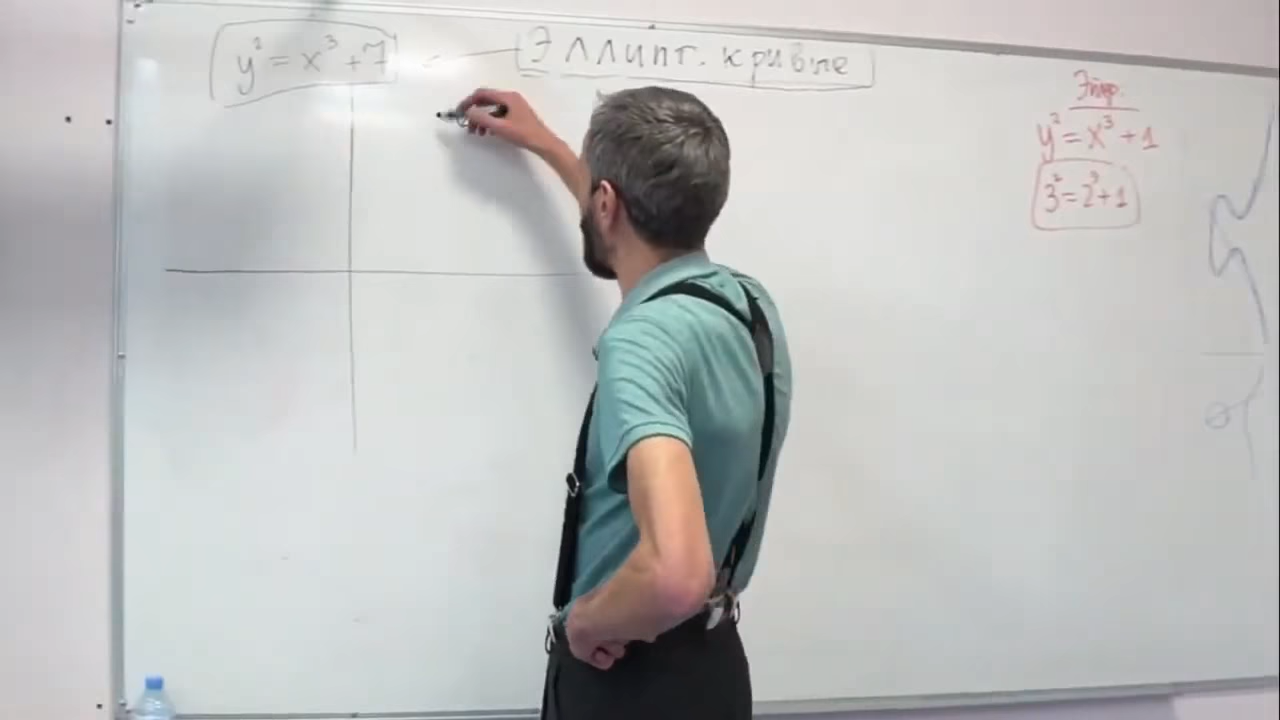 y² = x³ + 7 — Эллипт. кривые
Эйлер.
y² = x³ + 1
3² = 2³ + 1